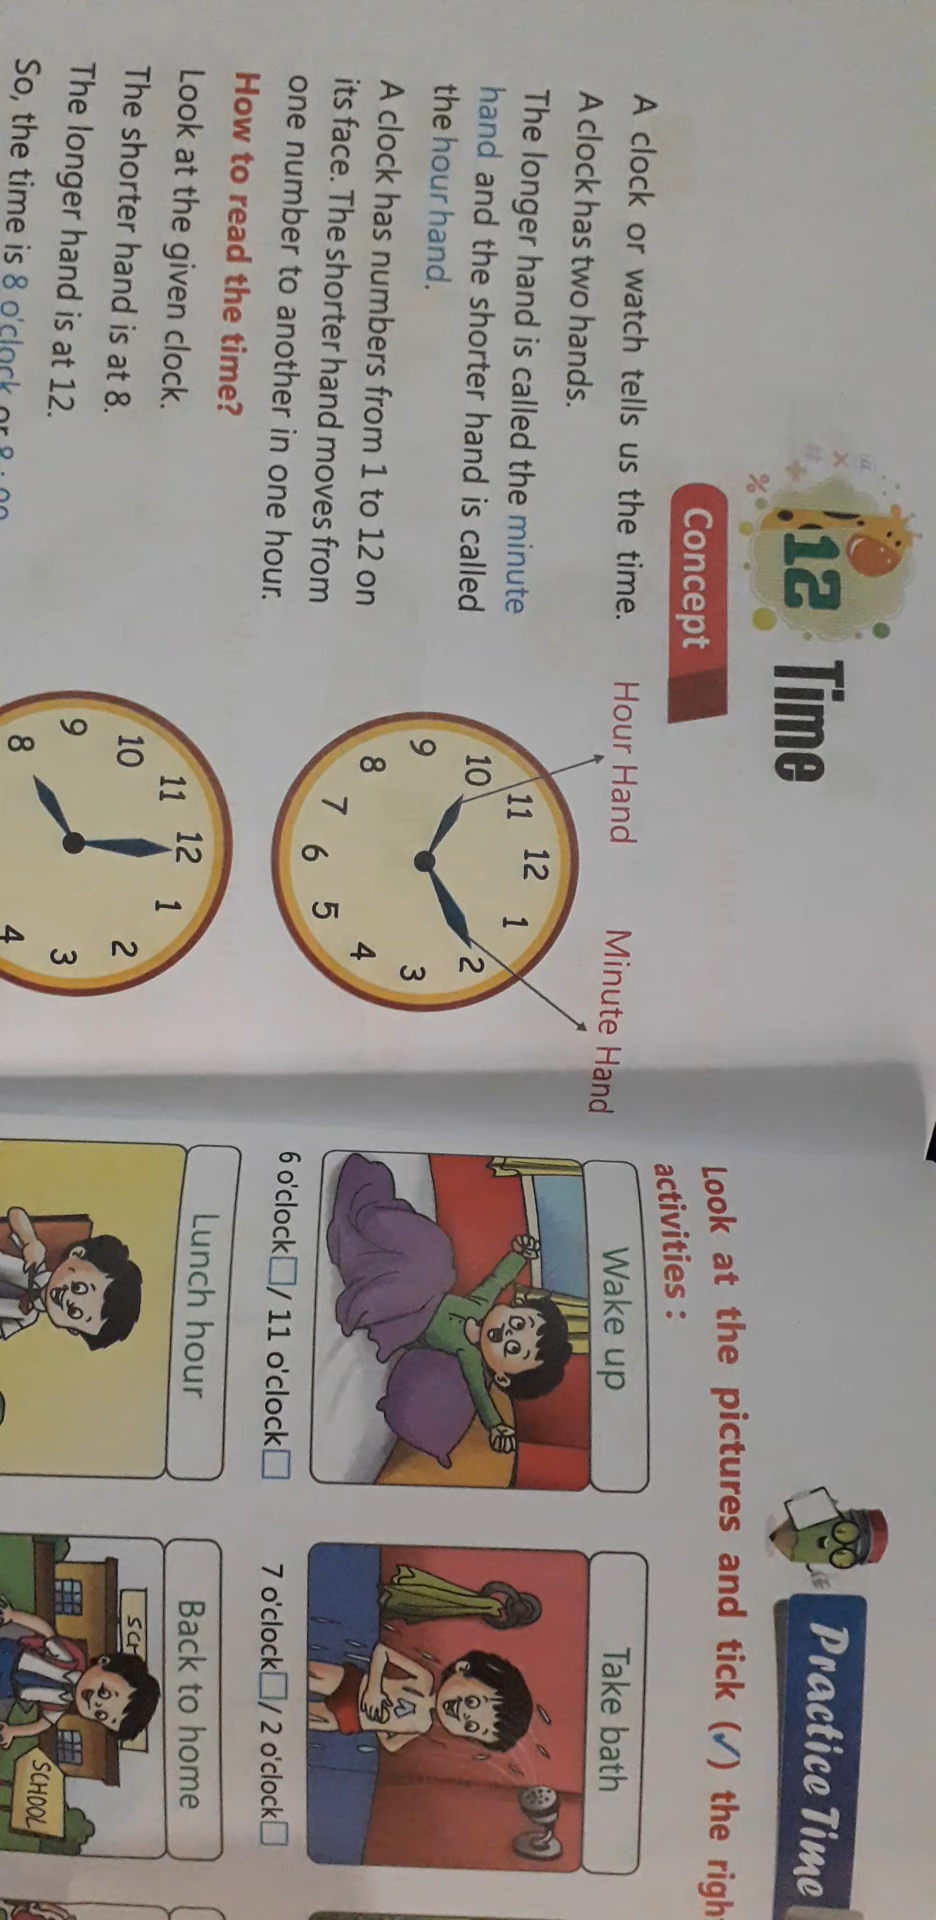 12 Time
Concept
A clock or watch tells us the time.
A clock has two hands.
The longer hand is called the minute
hand and the shorter hand is called
the hour hand.
A clock has numbers from 1 to 12 on
its face. The shorter hand moves from
one number to another in one hour.
How to read the time?
Look at the given clock.
The shorter hand is at 8.
The longer hand is at 12.
So, the time is 8 o'clock or
Hour Hand
Minute Hand
12
1
2
3
4
5
6
7
8
9
10
11
12
1
2
3
4
8
9
10
11
Practice Time
Look at the pictures and tick (✓) the
activities :
Wake up
6 o'clock□ / 11 o'clock□
Take bath
7 o'clock□ / 2 o'clock□
Lunch hour
Back to home
SCH
SCHOOL